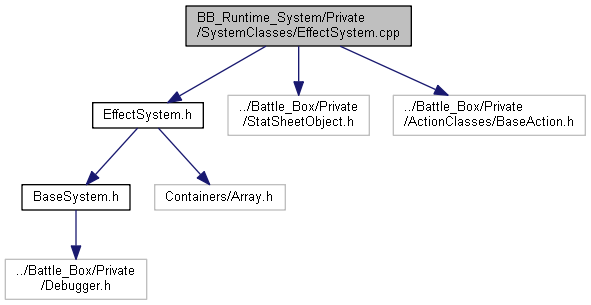 BB_Runtime_System/Private
/SystemClasses/EffectSystem.cpp
EffectSystem.h
../Battle_Box/Private
/StatSheetObject.h
../Battle_Box/Private
/ActionClasses/BaseAction.h
BaseSystem.h
Containers/Array.h
../Battle_Box/Private
/Debugger.h